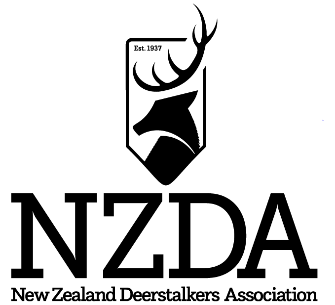 Est. 1937
NZDA
New Zealand Deerstalkers Association